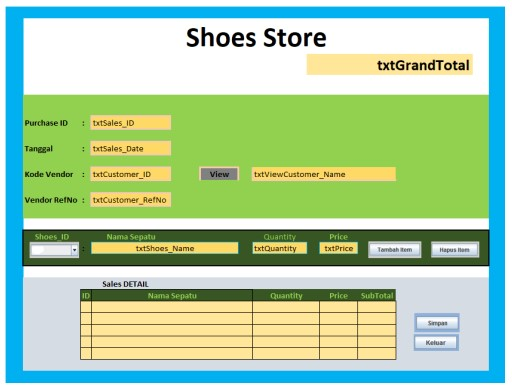 Shoes Store
txtGrandTotal
Purchase ID : txtSales_ID
Tanggal : txtSales_Date
Kode Vendor : txtCustomer_ID View txtViewCustomer_Name
Vendor RefNo : txtCustomer_RefNo
Shoes_ID Nama Sepatu Quantity Price
: txtShoes_Name txtQuantity txtPrice Tambah Item Hapus Item
Sales DETAIL
ID Nama Sepatu Quantity Price SubTotal
Simpan
Keluar